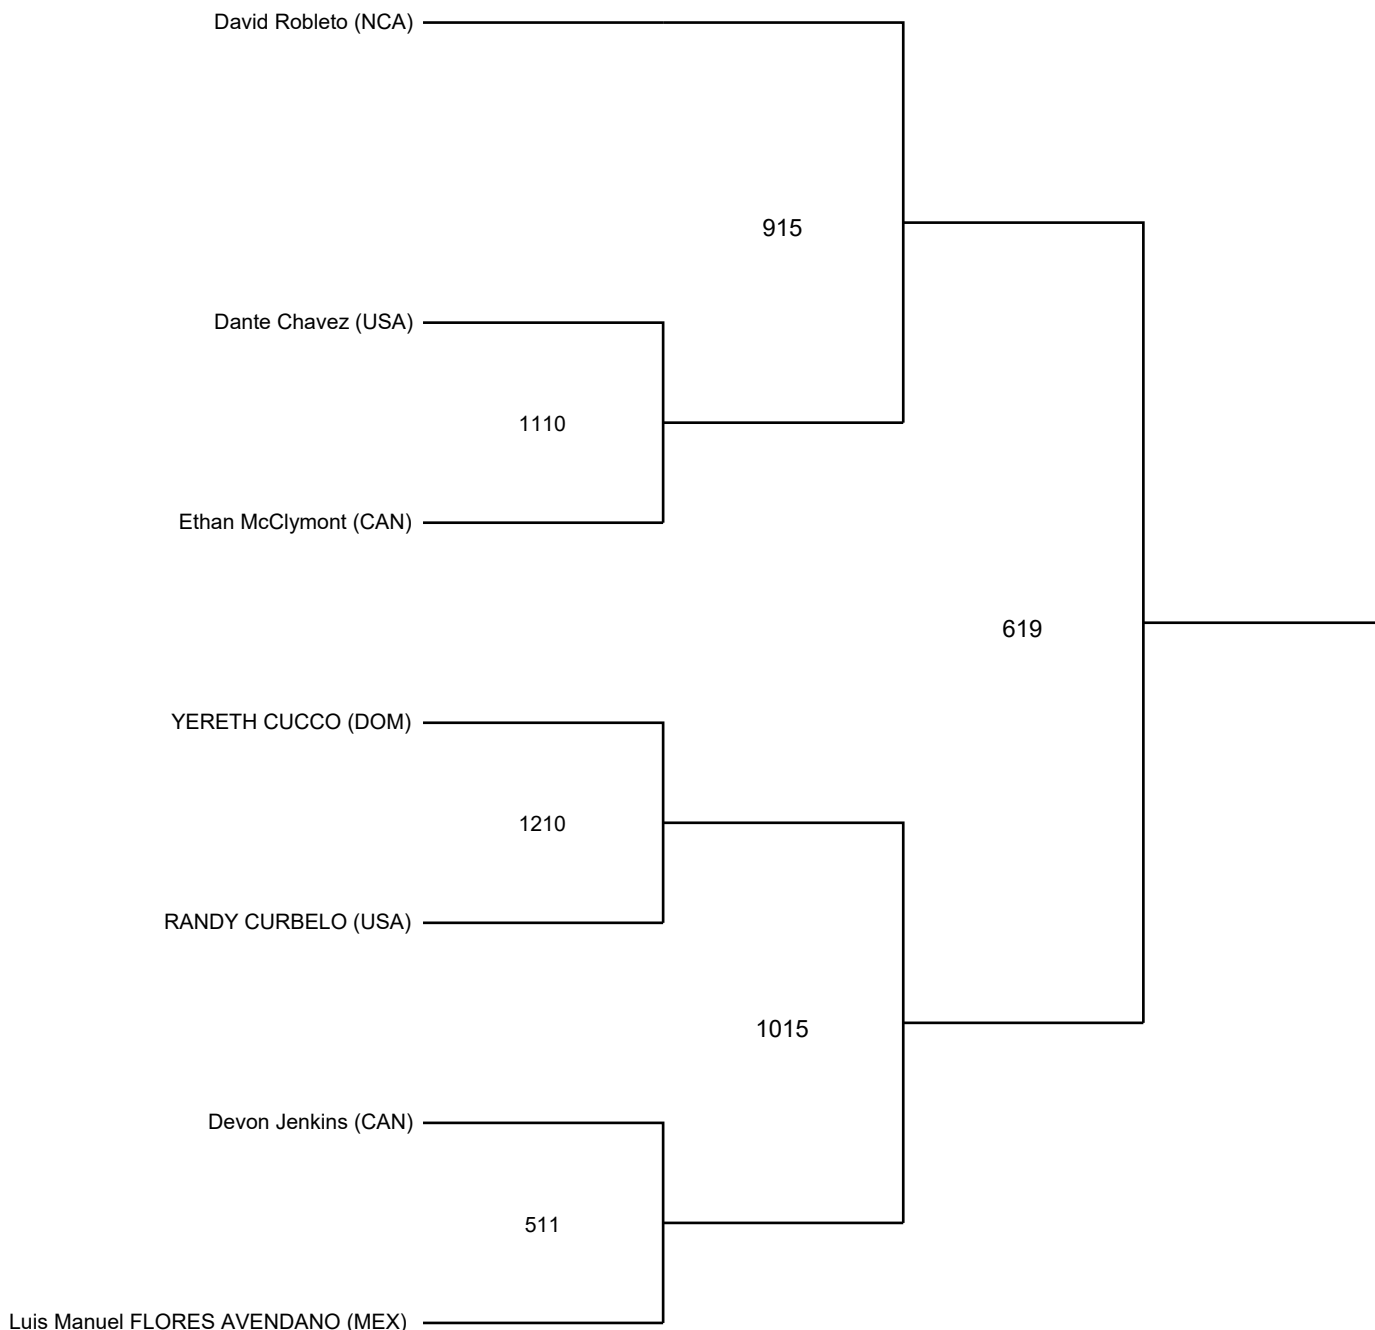 David Robleto (NCA)
915
Dante Chavez (USA)
1110
Ethan McClymont (CAN)
619
YERETH CUCCO (DOM)
1210
RANDY CURBELO (USA)
1015
Devon Jenkins (CAN)
511
Luis Manuel FLORES AVENDANO (MEX)